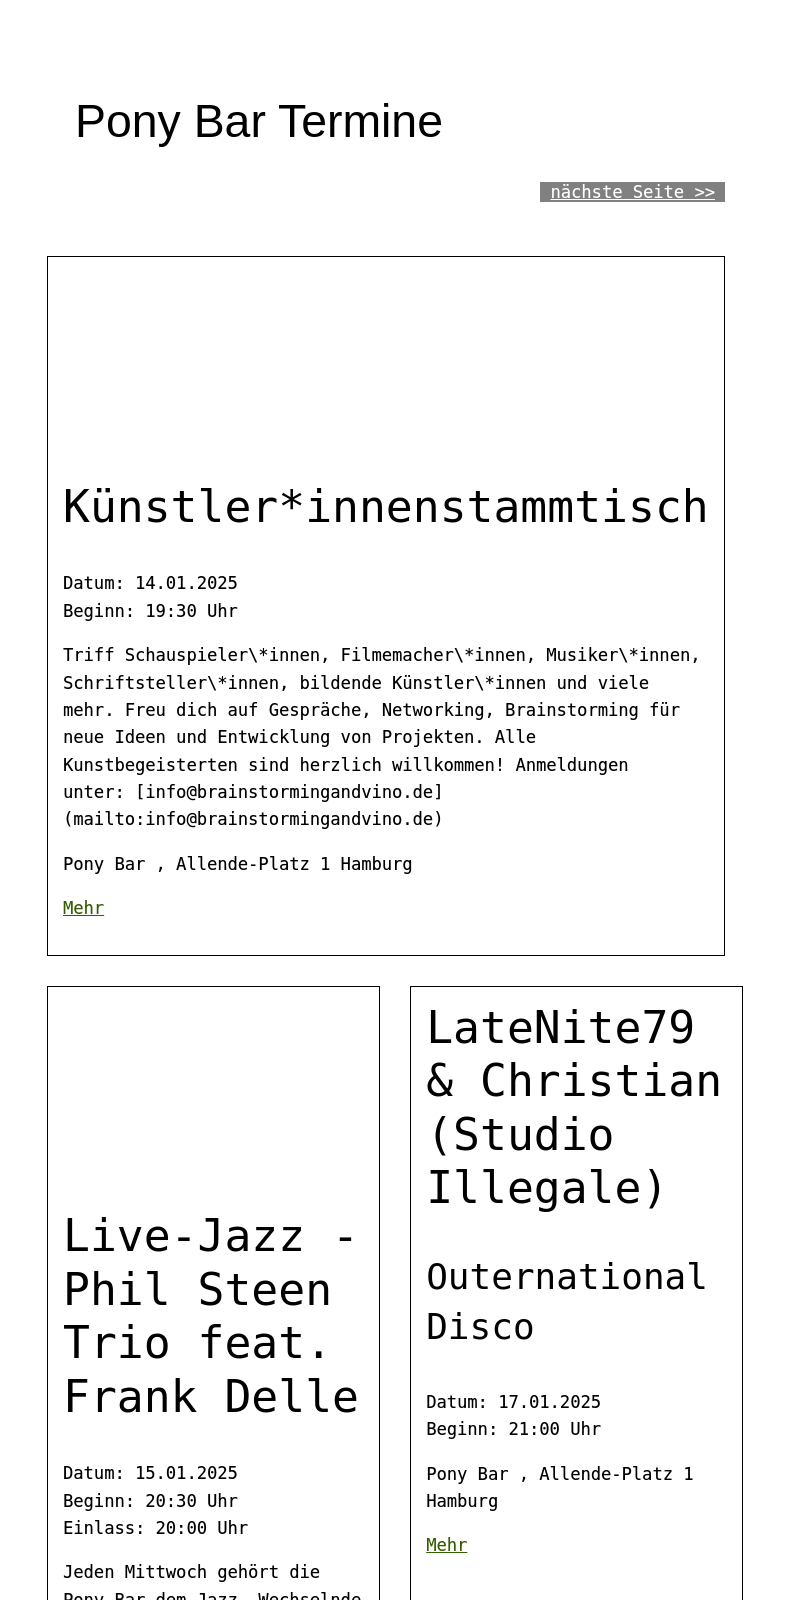 Pony Bar Termine
nächste Seite >>
Künstler*innenstammtisch
Datum: 14.01.2025
Beginn: 19:30 Uhr
Triff Schauspieler\*innen, Filmemacher\*innen, Musiker\*innen,
Schriftsteller\*innen, bildende Künstler\*innen und viele
mehr. Freu dich auf Gespräche, Networking, Brainstorming für
neue Ideen und Entwicklung von Projekten. Alle
Kunstbegeisterten sind herzlich willkommen! Anmeldungen
unter: [info@brainstormingandvino.de]
(mailto:info@brainstormingandvino.de)
Pony Bar , Allende-Platz 1 Hamburg
Mehr
Live-Jazz -
Phil Steen
Trio feat.
Frank Delle
Datum: 15.01.2025
Beginn: 20:30 Uhr
Einlass: 20:00 Uhr
Jeden Mittwoch gehört die
Pony Bar dem Jazz. Wechselnde
LateNite79
& Christian
(Studio
Illegale)
Outernational
Disco
Datum: 17.01.2025
Beginn: 21:00 Uhr
Pony Bar , Allende-Platz 1
Hamburg
Mehr